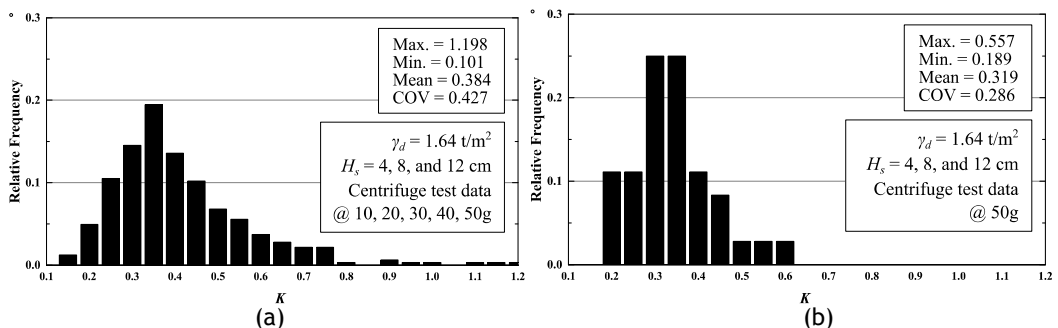 0.3
0.2
0.1
0.0
Relative Frequency
Max. = 1.198
Min. = 0.101
Mean = 0.384
COV = 0.427
γd = 1.64 t/m²
Hs = 4, 8, and 12 cm
Centrifuge test data
@ 10, 20, 30, 40, 50g
0.1 0.2 0.3 0.4 0.5 0.6 0.7 0.8 0.9 1.0 1.1 1.2
K
(a)
0.3
0.2
0.1
0.0
Relative Frequency
Max. = 0.557
Min. = 0.189
Mean = 0.319
COV = 0.286
γd = 1.64 t/m²
Hs = 4, 8, and 12 cm
Centrifuge test data
@ 50g
0.1 0.2 0.3 0.4 0.5 0.6 0.7 0.8 0.9 1.0 1.1 1.2
K
(b)